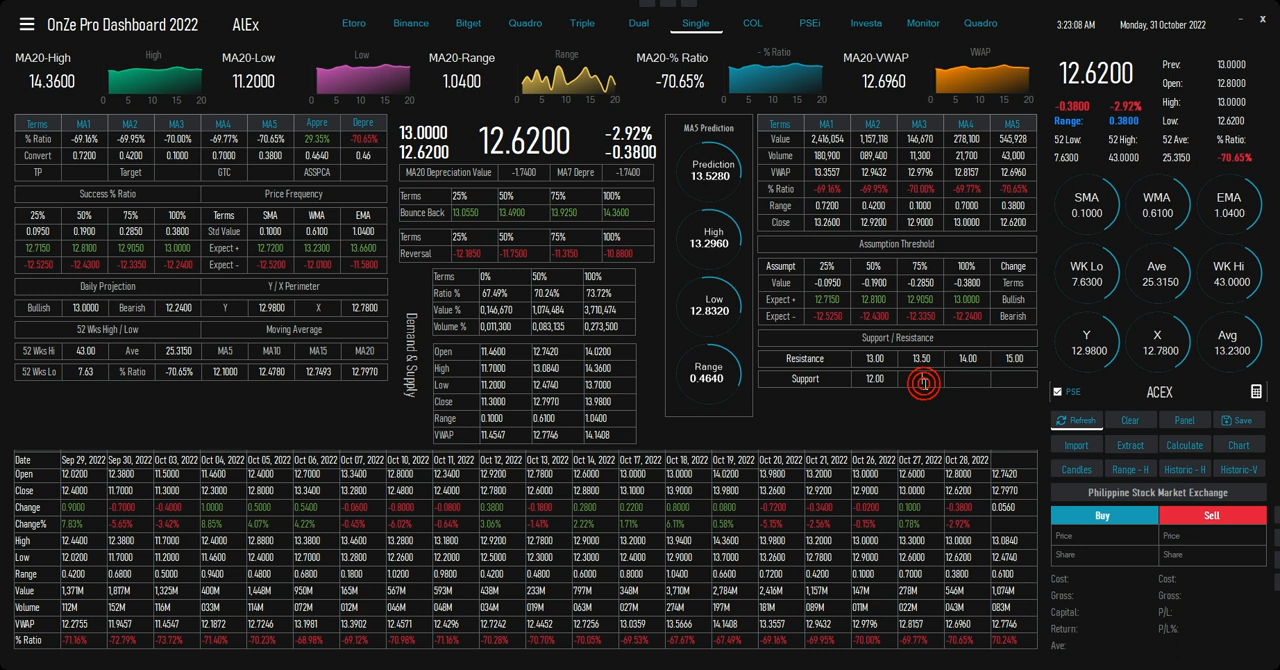 OnZe Pro Dashboard 2022 AlEx Etoro Binance Bitget Quadro Triple Dual Single COL PSEi Investa Monitor Quadro 3:23:08 AM Monday, 31 October 2022 – x
MA20-High High MA20-Low Low MA20-Range Range MA20-% Ratio - % Ratio MA20-VWAP VWAP
14.3600 11.2000 1.0400 -70.65% 12.6960
0 5 10 15 20 0 5 10 15 20 0 5 10 15 20 0 5 10 15 20 0 5 10 15 20
12.6200
-0.3800 -2.92%
Range: 0.3800
Prev: 13.0000
Open: 12.8000
High: 13.0000
Low: 12.6200
52 Low: 52 High: 52 Ave: % Ratio:
7.6300 43.0000 25.3150 -70.65%
Terms MA1 MA2 MA3 MA4 MA5 Appre Depre
% Ratio -69.16% -69.95% -70.00% -69.77% -70.65% 29.35% -70.65%
Convert 0.7200 0.4200 0.1000 0.7000 0.3800 0.4640 0.46
TP Target GTC ASSPCA
Success % Ratio Price Frequency
25% 50% 75% 100% Terms SMA WMA EMA
0.0950 0.1900 0.2850 0.3800 Std Value 0.1000 0.6100 1.0400
12.7150 12.8100 12.9050 13.0000 Expect + 12.7200 13.2300 13.6600
-12.5250 -12.4300 -12.3350 -12.2400 Expect - -12.5200 -12.0100 -11.5800
Daily Projection Y / X Perimeter
Bullish 13.0000 Bearish 12.2400 Y 12.9800 X 12.7800
52 Wks High / Low Moving Average
52 Wks Hi 43.00 Ave 25.3150 MA5 MA10 MA15 MA20
52 Wks Lo 7.63 % Ratio -70.65% 12.1000 12.4780 12.7493 12.7970
13.0000 12.6200 -2.92%
12.6200 -0.3800
MA20 Depreciation Value -1.7400 MA7 Depre -1.7400
Terms 25% 50% 75% 100%
Bounce Back 13.0550 13.4900 13.9250 14.3600
Terms 25% 50% 75% 100%
Reversal -12.1850 -11.7500 -11.3150 -10.8800
Demand & Supply
Terms 0% 50% 100%
Ratio % 67.49% 70.24% 73.72%
Value % 0,146,670 1,074,484 3,710,474
Volume % 0,011,300 0,083,135 0,273,500
Open 11.4600 12.7420 14.0200
High 11.7000 13.0840 14.3600
Low 11.2000 12.4740 13.7000
Close 11.3000 12.7970 13.9800
Range 0.1000 0.6100 1.0400
VWAP 11.4547 12.7746 14.1408
MA5 Prediction
Prediction
13.5280
High
13.2960
Low
12.8320
Range
0.4640
Terms MA1 MA2 MA3 MA4 MA5
Value 2,416,054 1,157,118 146,670 278,100 545,928
Volume 180,900 089,400 11,300 21,700 43,000
VWAP 13.3557 12.9432 12.9796 12.8157 12.6960
% Ratio -69.16% -69.95% -70.00% -69.77% -70.65%
Range 0.7200 0.4200 0.1000 0.7000 0.3800
Close 13.2600 12.9200 12.9000 13.0000 12.6200
Assumption Threshold
Assumpt 25% 50% 75% 100% Change
Value -0.0950 -0.1900 -0.2850 -0.3800 Terms
Expect + 12.7150 12.8100 12.9050 13.0000 Bullish
Expect - -12.5250 -12.4300 -12.3350 -12.2400 Bearish
Support / Resistance
Resistance 13.00 13.50 14.00 15.00
Support 12.00
SMA WMA EMA
0.1000 0.6100 1.0400
WK Lo Ave WK Hi
7.6300 25.3150 43.0000
Y X Avg
12.9800 12.7800 13.2300
PSE ACEX
Refresh Clear Panel Save
Import Extract Calculate Chart
Candles Range - H Historic - H Historic-V
Philippine Stock Market Exchange
Buy Sell
Price Price
Share Share
Cost: Cost:
Gross: Gross:
Capital: P/L:
Return: P/L%:
Ave:
Date Sep 29, 2022 Sep 30, 2022 Oct 03, 2022 Oct 04, 2022 Oct 05, 2022 Oct 06, 2022 Oct 07, 2022 Oct 10, 2022 Oct 11, 2022 Oct 12, 2022 Oct 13, 2022 Oct 14, 2022 Oct 17, 2022 Oct 18, 2022 Oct 19, 2022 Oct 20, 2022 Oct 21, 2022 Oct 26, 2022 Oct 27, 2022 Oct 28, 2022
Open 12.0200 12.3800 11.5000 11.4600 12.2400 12.7000 13.3400 12.8000 12.3400 12.9200 12.7800 12.6000 13.0000 13.0000 14.0200 13.9800 13.2000 13.0000 12.6000 12.8000 12.7420
Close 12.4000 11.7000 11.3000 12.3000 12.8000 13.3400 13.2800 12.4800 12.4000 12.7800 12.6000 12.8800 13.1000 13.9000 13.9800 13.2600 12.9200 12.9000 13.0000 12.6200 12.7970
Change 0.9000 -0.7000 -0.4000 1.0000 0.5000 0.5400 -0.0600 -0.8000 -0.0800 0.3800 -0.1800 0.2800 0.2200 0.8000 0.0800 -0.7200 -0.3400 -0.0200 0.1000 -0.3800 0.0560
Change% 7.83% -5.65% -3.42% 8.85% 4.07% 4.22% -0.45% -6.02% -0.64% 3.06% -1.41% 2.22% 1.71% 6.11% 0.58% -5.15% -2.56% -0.15% 0.78% -2.92%
High 12.4400 12.3800 11.7000 12.4000 12.8800 13.3800 13.4600 13.2800 13.1800 12.9200 12.7800 13.2000 13.4000 13.9400 14.3600 13.9800 13.2000 13.0000 13.3000 13.0000 13.0840
Low 12.0200 11.7000 11.2000 11.4600 12.4000 12.7000 13.2800 12.2600 12.2000 12.5000 12.3000 12.3000 12.4000 12.9000 13.7000 13.2600 12.7800 12.9000 12.6000 12.6200 12.4740
Range 0.4200 0.6800 0.5000 0.9400 0.4800 0.6800 0.1800 1.0200 0.9800 0.4200 0.4800 0.6000 0.8000 1.0400 0.6600 0.7200 0.4200 0.1000 0.7000 0.3800 0.6100
Value 1,371M 1,817M 1,325M 400M 1,448M 950M 165M 567M 593M 438M 233M 797M 348M 3,710M 2,784M 2,416M 1,157M 147M 278M 546M 1,074M
Volume 112M 152M 116M 033M 114M 072M 012M 046M 048M 034M 019M 063M 027M 274M 197M 181M 089M 011M 022M 043M 083M
VWAP 12.2755 11.9457 11.4547 12.1872 12.7246 13.1981 13.3902 12.4571 12.4296 12.7242 12.4452 12.7256 13.0359 13.5666 14.1408 13.3557 12.9432 12.9796 12.8157 12.6960 12.7746
% Ratio -71.16% -72.79% -73.72% -71.40% -70.23% -68.98% -69.12% -70.98% -71.16% -70.28% -70.70% -70.05% -69.53% -67.67% -67.49% -69.16% -69.95% -70.00% -69.77% -70.65% 70.24%